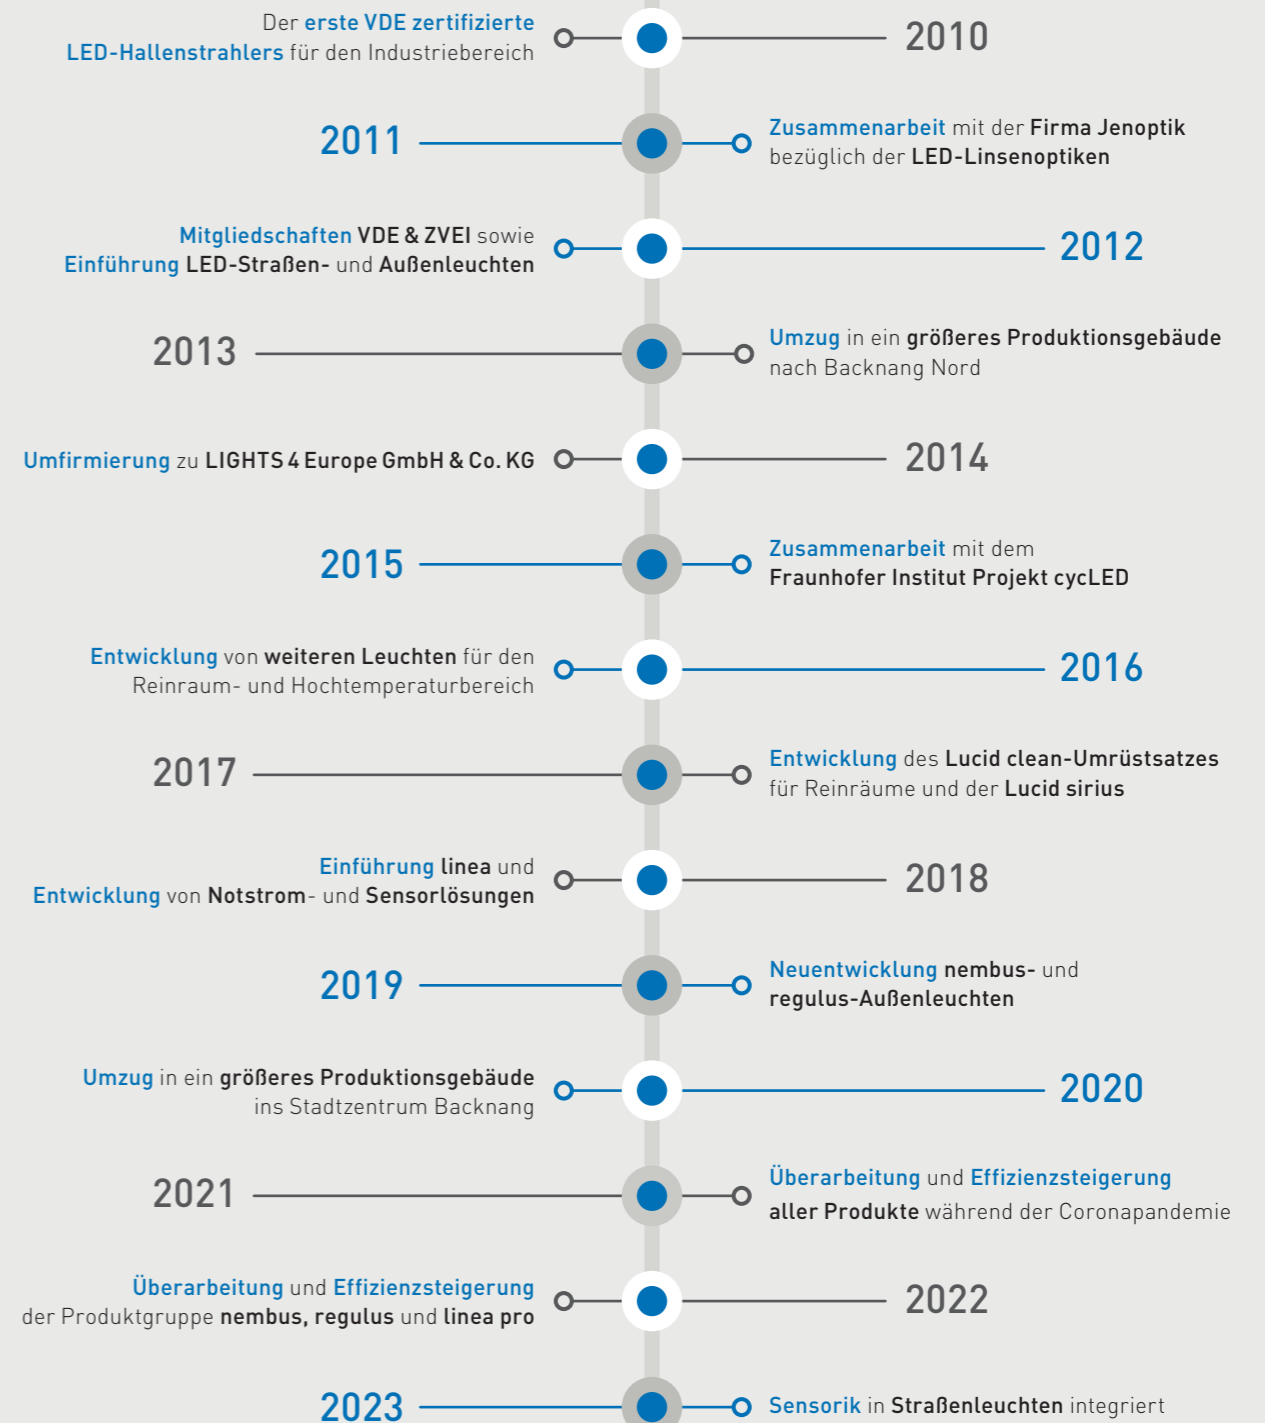 Der erste VDE zertifizierte
LED-Hallenstrahlers für den Industriebereich
2010
2011
Zusammenarbeit mit der Firma Jenoptik
bezüglich der LED-Linsenoptiken
Mitgliedschaften VDE & ZVEI sowie
Einführung LED-Straßen- und Außenleuchten
2012
2013
Umzug in ein größeres Produktionsgebäude
nach Backnang Nord
Umfirmierung zu LIGHTS 4 Europe GmbH & Co. KG
2014
2015
Zusammenarbeit mit dem
Fraunhofer Institut Projekt cycLED
Entwicklung von weiteren Leuchten für den
Reinraum- und Hochtemperaturbereich
2016
2017
Entwicklung des Lucid clean-Umrüstsatzes
für Reinräume und der Lucid sirius
Einführung linea und
Entwicklung von Notstrom- und Sensorlösungen
2018
2019
Neuentwicklung nembus- und
regulus-Außenleuchten
Umzug in ein größeres Produktionsgebäude
ins Stadtzentrum Backnang
2020
2021
Überarbeitung und Effizienzsteigerung
aller Produkte während der Coronapandemie
Überarbeitung und Effizienzsteigerung
der Produktgruppe nembus, regulus und linea pro
2022
2023
Sensorik in Straßenleuchten integriert